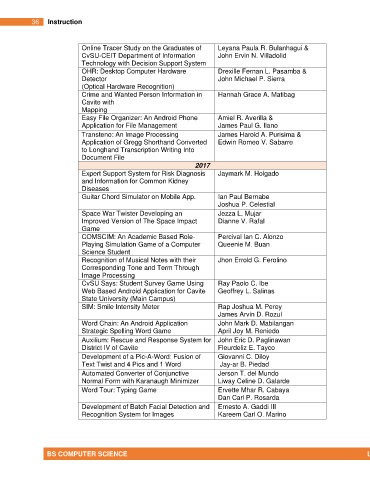 36 Instruction
Online Tracer Study on the Graduates of
CvSU-CEIT Department of Information
Technology with Decision Support System
Leyana Paula R. Bulanhagui &
John Ervin N. Villadolid
OHR: Desktop Computer Hardware
Detector
(Optical Hardware Recognition)
Drexille Fernan L. Pasamba &
John Michael P. Sierra
Crime and Wanted Person Information in
Cavite with
Mapping
Hannah Grace A. Matibag
Easy File Organizer: An Android Phone
Application for File Management
Amiel R. Averilla &
James Paul G. Ilano
Transteno: An Image Processing
Application of Gregg Shorthand Converted
to Longhand Transcription Writing Into
Document File
James Harold A. Purisima &
Edwin Romeo V. Sabarre
2017
Expert Support System for Risk Diagnosis
and Information for Common Kidney
Diseases
Jaymark M. Holgado
Guitar Chord Simulator on Mobile App.
Ian Paul Bernabe
Joshua P. Celestial
Space War Twister Developing an
Improved Version of The Space Impact
Game
Jezza L. Mujar
Dianne V. Rafal
COMSCIM: An Academic Based Role-
Playing Simulation Game of a Computer
Science Student
Percival Ian C. Alonzo
Queenie M. Buan
Recognition of Musical Notes with their
Corresponding Tone and Term Through
Image Processing
Jhon Errold G. Ferolino
CvSU Says: Student Survey Game Using
Web Based Android Application for Cavite
State University (Main Campus)
Ray Paolo C. Ibe
Geoffrey L. Salinas
SIM: Smile Intensity Meter
Rap Joshua M. Perey
James Arvin D. Rozul
Word Chain: An Android Application
Strategic Spelling Word Game
John Mark D. Mabilangan
April Joy M. Reniedo
Auxilium: Rescue and Response System for
District IV of Cavite
John Eric D. Paglinawan
Fleurdeliz E. Tayco
Development of a Pic-A-Word: Fusion of
Text Twist and 4 Pics and 1 Word
Giovanni C. Diloy
Jay-ar B. Piedad
Automated Converter of Conjunctive
Normal Form with Karanaugh Minimizer
Jerson T. del Mundo
Liway Celine D. Galarde
Word Tour: Typing Game
Ervette Mhar R. Cabaya
Dan Carl P. Rosarda
Development of Batch Facial Detection and
Recognition System for Images
Ernesto A. Gaddi III
Kareem Carl O. Marino
BS COMPUTER SCIENCE